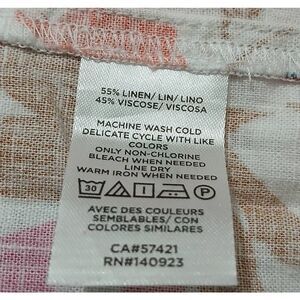 55% LINEN/ LIN/ LINO
45% VISCOSE/ VISCOSA
MACHINE WASH COLD
DELICATE CYCLE WITH LIKE
COLORS
ONLY NON-CHLORINE
BLEACH WHEN NEEDED
LINE DRY
WARM IRON WHEN NEEDED
30 P
AVEC DES COULEURS
SEMBLABLES/ CON
COLORES SIMILARES
CA#57421
RN#140923